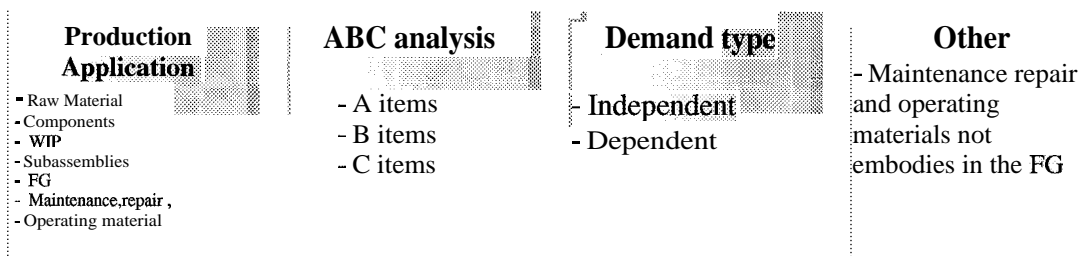 Production
Application
- Raw Material
- Components
- WIP
- Subassemblies
- FG
- Maintenance,repair ,
- Operating material
ABC analysis
- A items
- B items
- C items
Demand type
- Independent
- Dependent
Other
- Maintenance repair
and operating
materials not
embodies in the FG